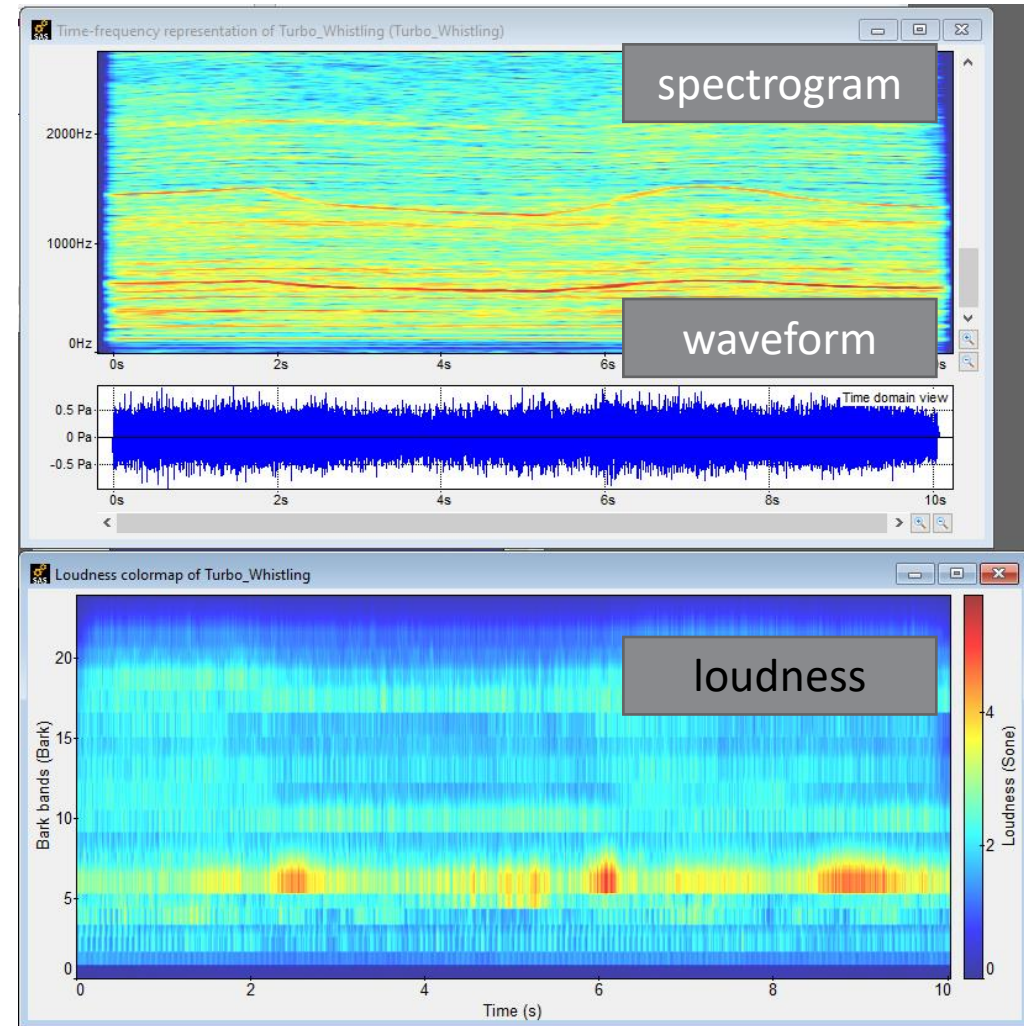 SAS Time-frequency representation of Turbo_Whistling (Turbo_Whistling)
spectrogram
2000Hz
1000Hz
0Hz
waveform
0s 2s 4s 6s s
Time domain view
0.5 Pa
0 Pa
-0.5 Pa
0s 2s 4s 6s 8s 10s
SAS Loudness colormap of Turbo_Whistling
loudness
20
15
10
5
0
Bark bands (Bark)
4
2
0
Loudness (Sone)
0 2 4 6 8 10
Time (s)